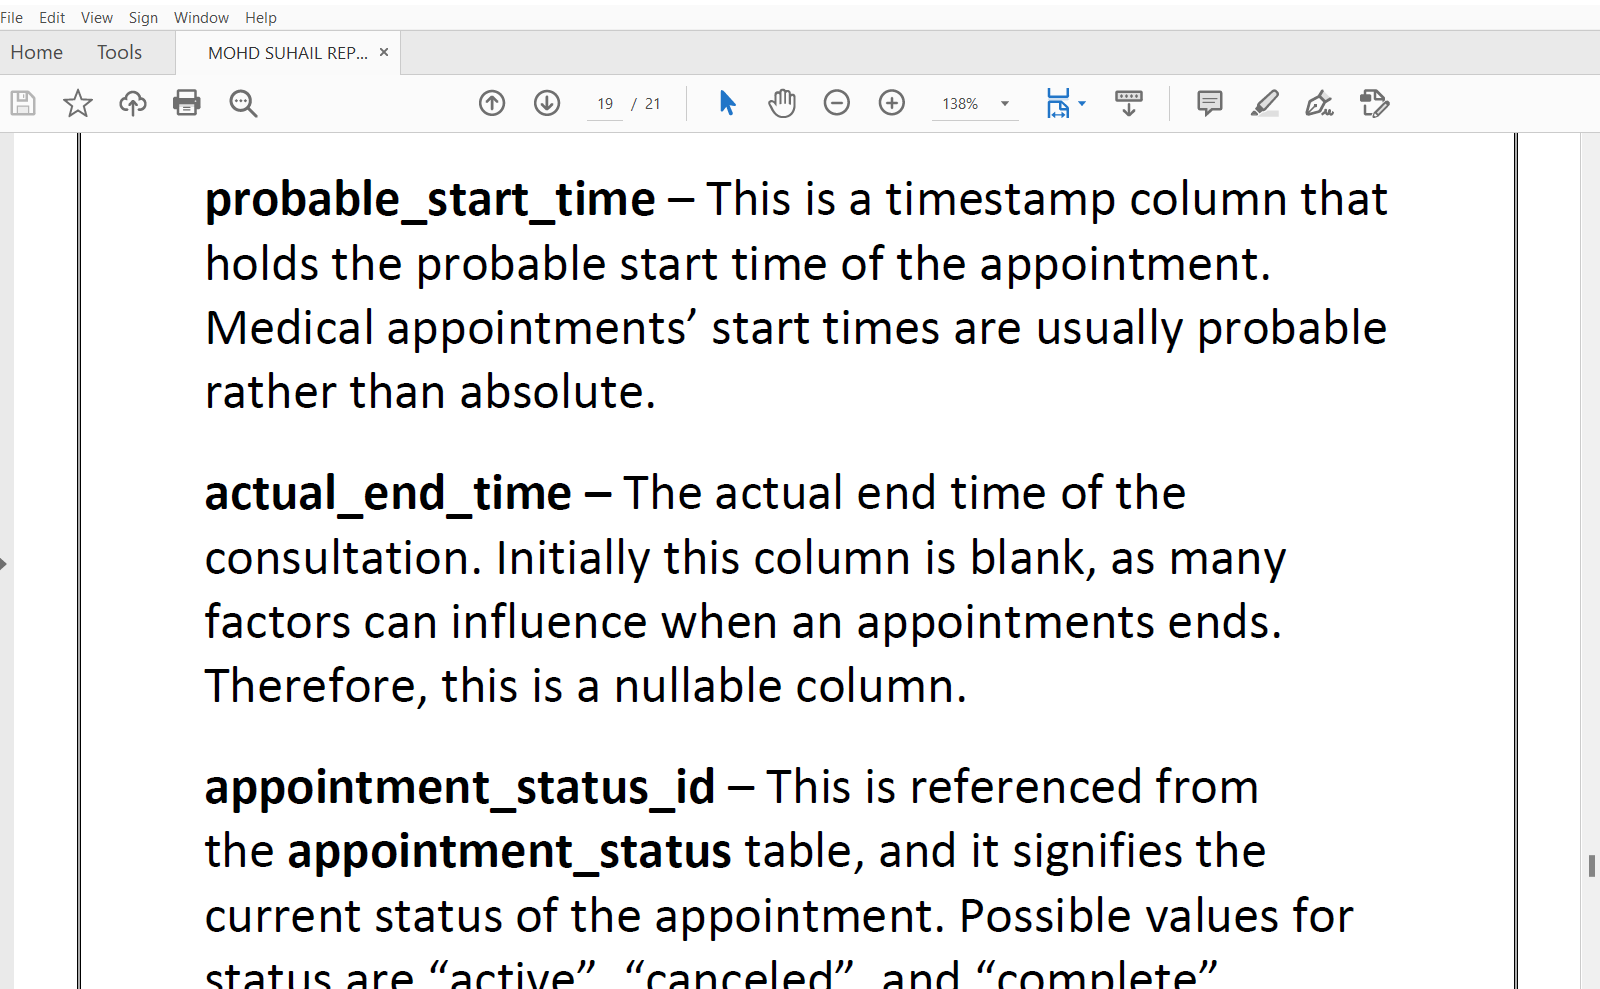 File Edit View Sign Window Help
Home Tools MOHD SUHAIL REP... ×
19 / 21 138%
probable_start_time – This is a timestamp column that
holds the probable start time of the appointment.
Medical appointments’ start times are usually probable
rather than absolute.
actual_end_time – The actual end time of the
consultation. Initially this column is blank, as many
factors can influence when an appointments ends.
Therefore, this is a nullable column.
appointment_status_id – This is referenced from
the appointment_status table, and it signifies the
current status of the appointment. Possible values for
status are “active”, “canceled”, and “complete”